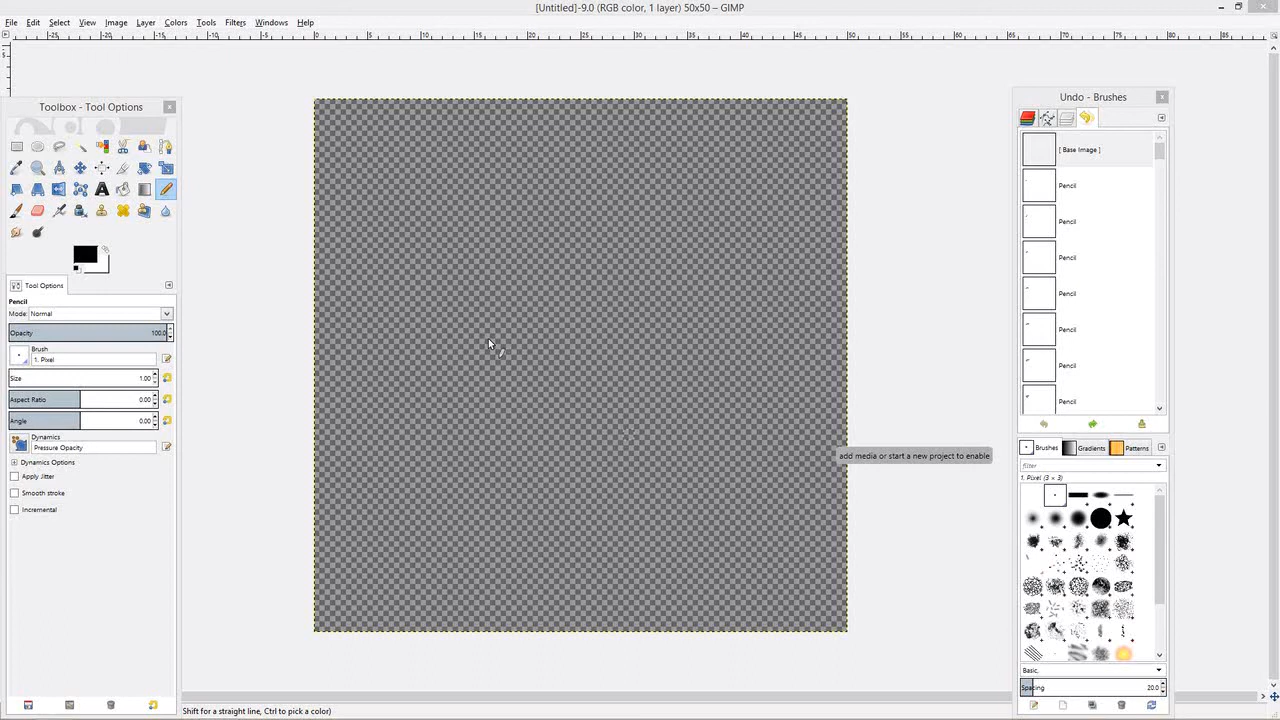 [Untitled]-9.0 (RGB color, 1 layer) 50x50 – GIMP
File Edit Select View Image Layer Colors Tools Filters Windows Help
Toolbox - Tool Options
Tool Options
Pencil
Mode: Normal
Opacity 100.0
Brush
1. Pixel
Size 1.00
Aspect Ratio 0.00
Angle 0.00
Dynamics
Pressure Opacity
Dynamics Options
Apply Jitter
Smooth stroke
Incremental
add media or start a new project to enable
Undo - Brushes
[ Base Image ]
Pencil
Pencil
Pencil
Pencil
Pencil
Pencil
Pencil
Brushes Gradients Patterns
filter
1. Pixel (3 × 3)
Basic,
Spacing 20.0
Shift for a straight line, Ctrl to pick a color)